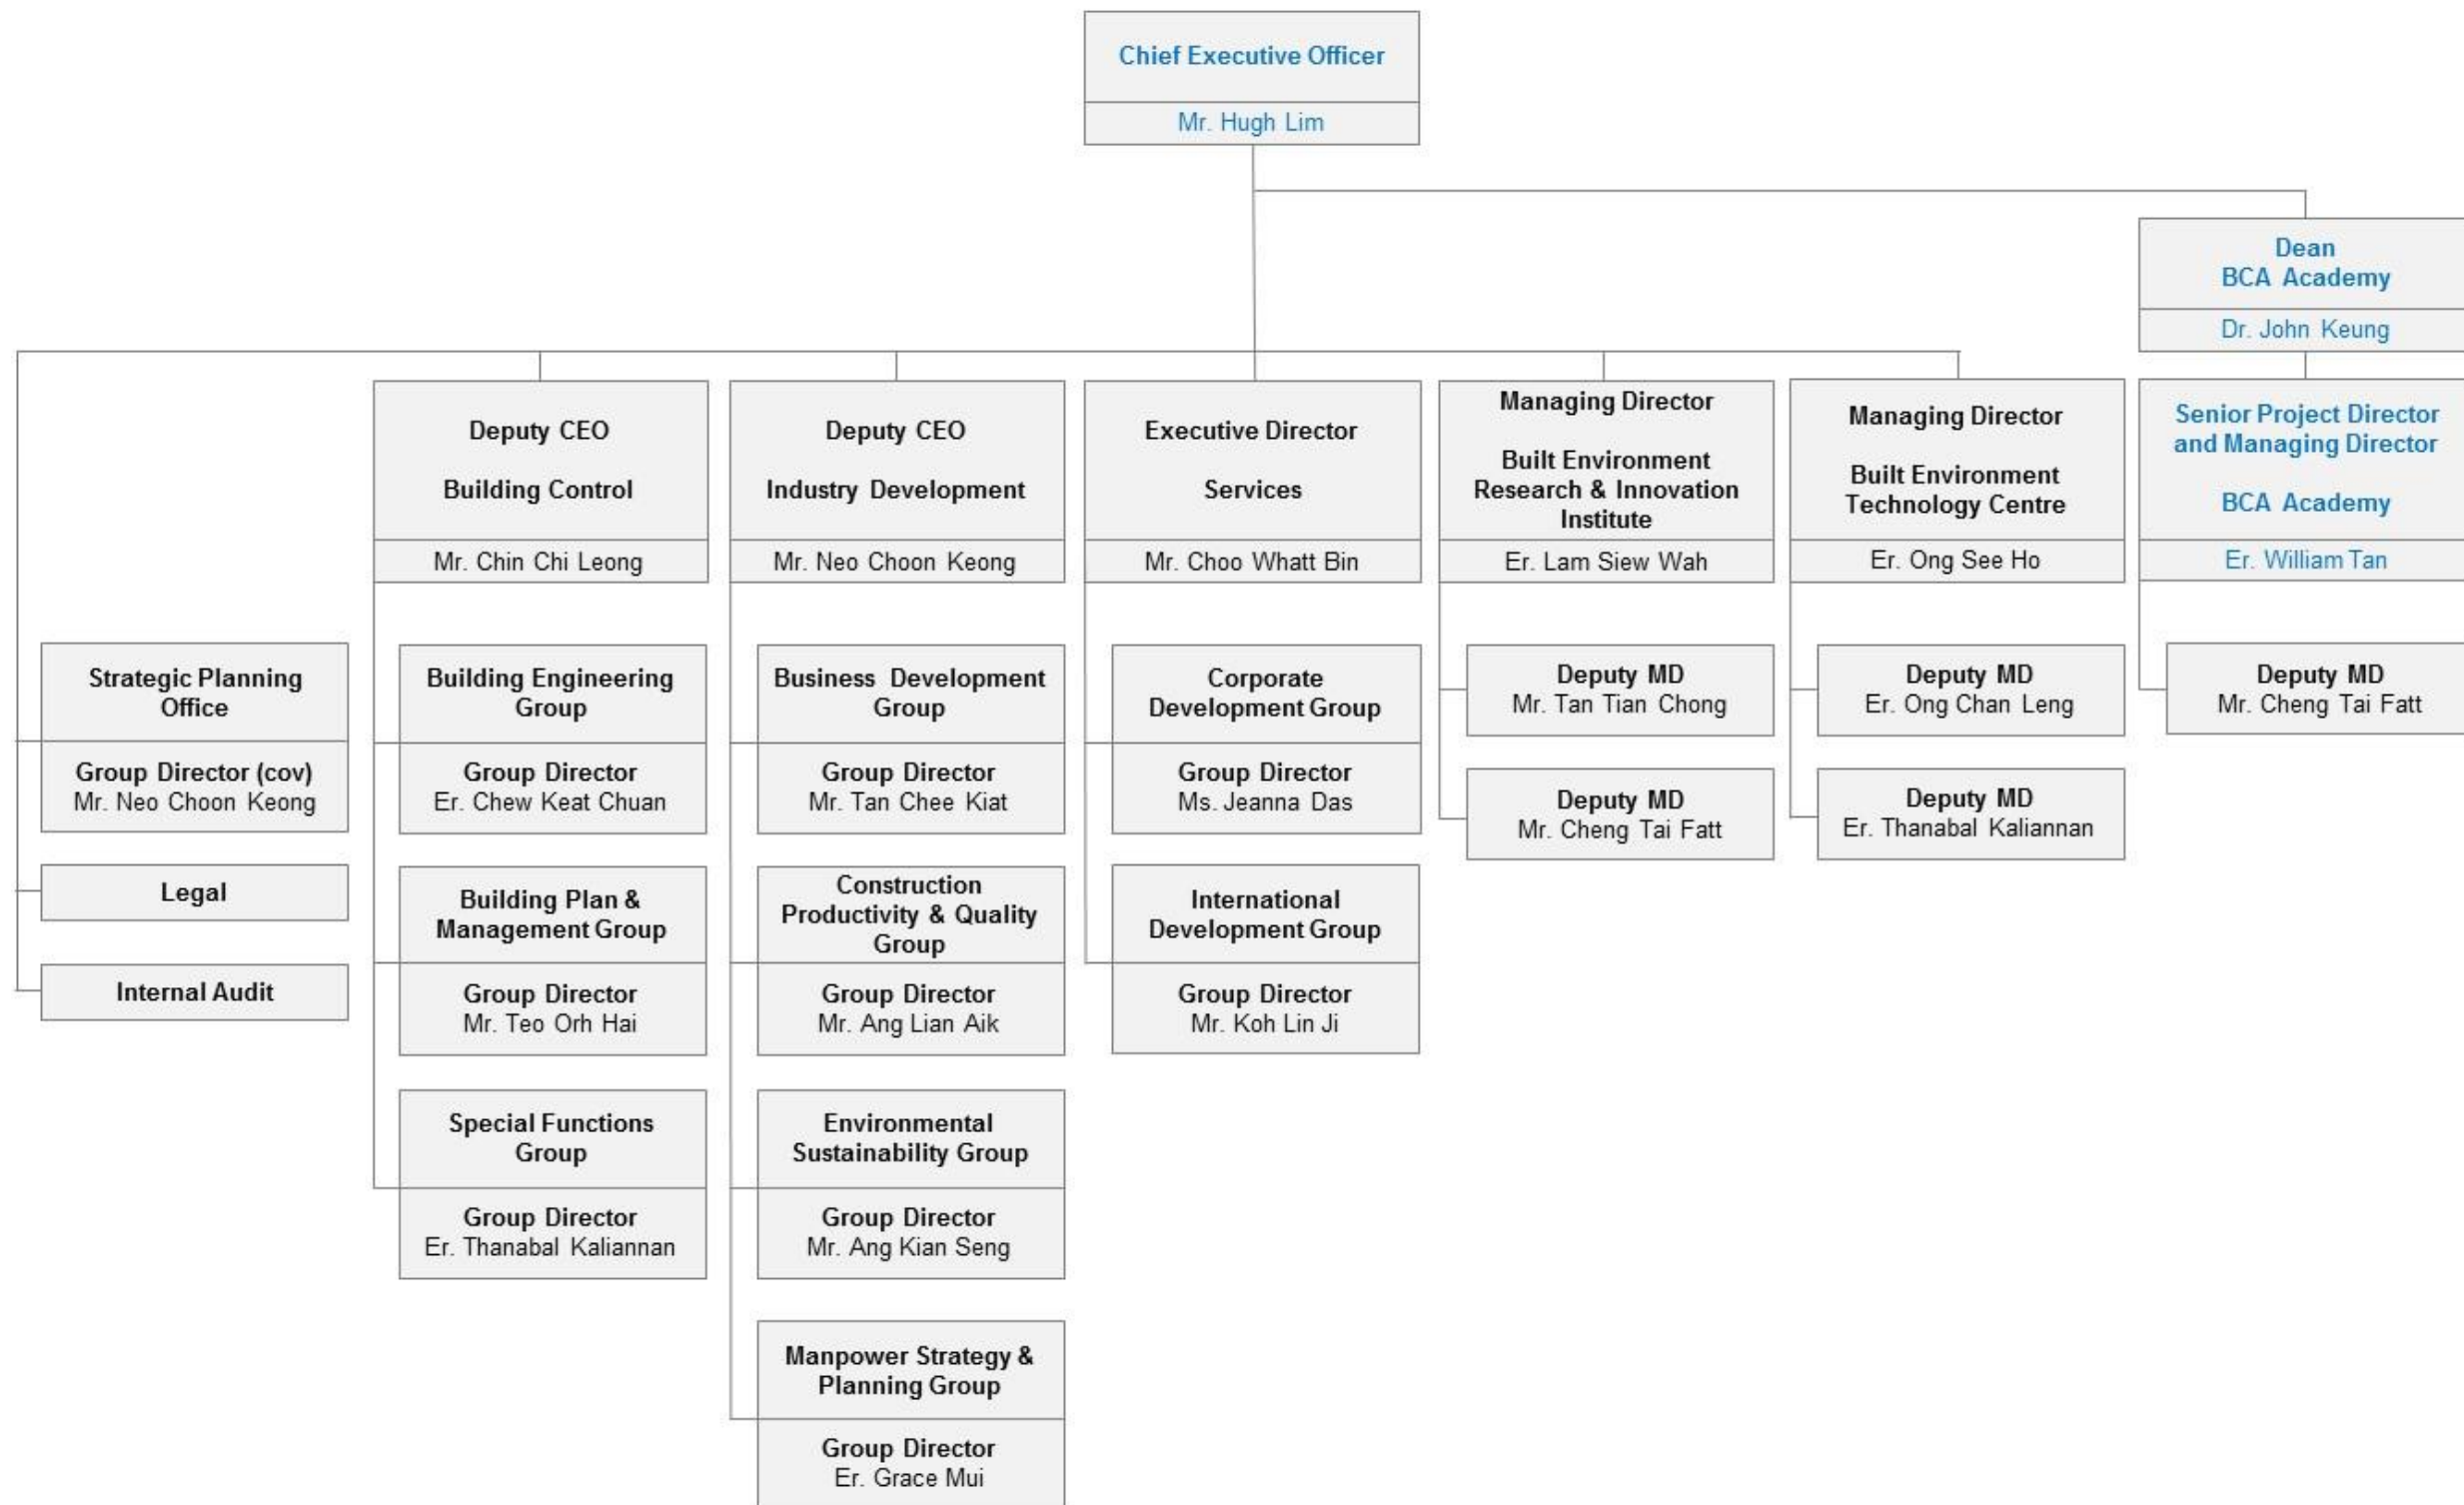 Chief Executive Officer
Mr. Hugh Lim
Dean
BCA Academy
Dr. John Keung
Deputy CEO
Building Control
Mr. Chin Chi Leong
Deputy CEO
Industry Development
Mr. Neo Choon Keong
Executive Director
Services
Mr. Choo Whatt Bin
Managing Director
Built Environment
Research & Innovation
Institute
Er. Lam Siew Wah
Managing Director
Built Environment
Technology Centre
Er. Ong See Ho
Senior Project Director
and Managing Director
BCA Academy
Er. William Tan
Strategic Planning
Office
Group Director (cov)
Mr. Neo Choon Keong
Legal
Internal Audit
Building Engineering
Group
Group Director
Er. Chew Keat Chuan
Building Plan &
Management Group
Group Director
Mr. Teo Orh Hai
Special Functions
Group
Group Director
Er. Thanabal Kaliannan
Business Development
Group
Group Director
Mr. Tan Chee Kiat
Construction
Productivity & Quality
Group
Group Director
Mr. Ang Lian Aik
Environmental
Sustainability Group
Group Director
Mr. Ang Kian Seng
Manpower Strategy &
Planning Group
Group Director
Er. Grace Mui
Corporate
Development Group
Group Director
Ms. Jeanna Das
International
Development Group
Group Director
Mr. Koh Lin Ji
Deputy MD
Mr. Tan Tian Chong
Deputy MD
Mr. Cheng Tai Fatt
Deputy MD
Er. Ong Chan Leng
Deputy MD
Er. Thanabal Kaliannan
Deputy MD
Mr. Cheng Tai Fatt